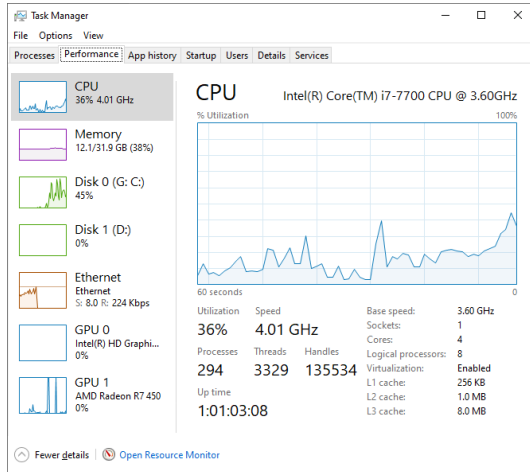 Task Manager
File Options View
Processes Performance App history Startup Users Details Services
CPU
36% 4.01 GHz
Memory
12.1/31.9 GB (38%)
Disk 0 (G: C:)
45%
Disk 1 (D:)
0%
Ethernet
Ethernet
S: 8.0 R: 224 Kbps
GPU 0
Intel(R) HD Graphi...
0%
GPU 1
AMD Radeon R7 450
0%
CPU Intel(R) Core(TM) i7-7700 CPU @ 3.60GHz
% Utilization 100%
60 seconds 0
Utilization Speed
36% 4.01 GHz
Processes Threads Handles
294 3329 135534
Up time
1:01:03:08
Base speed: 3.60 GHz
Sockets: 1
Cores: 4
Logical processors: 8
Virtualization: Enabled
L1 cache: 256 KB
L2 cache: 1.0 MB
L3 cache: 8.0 MB
Fewer details Open Resource Monitor